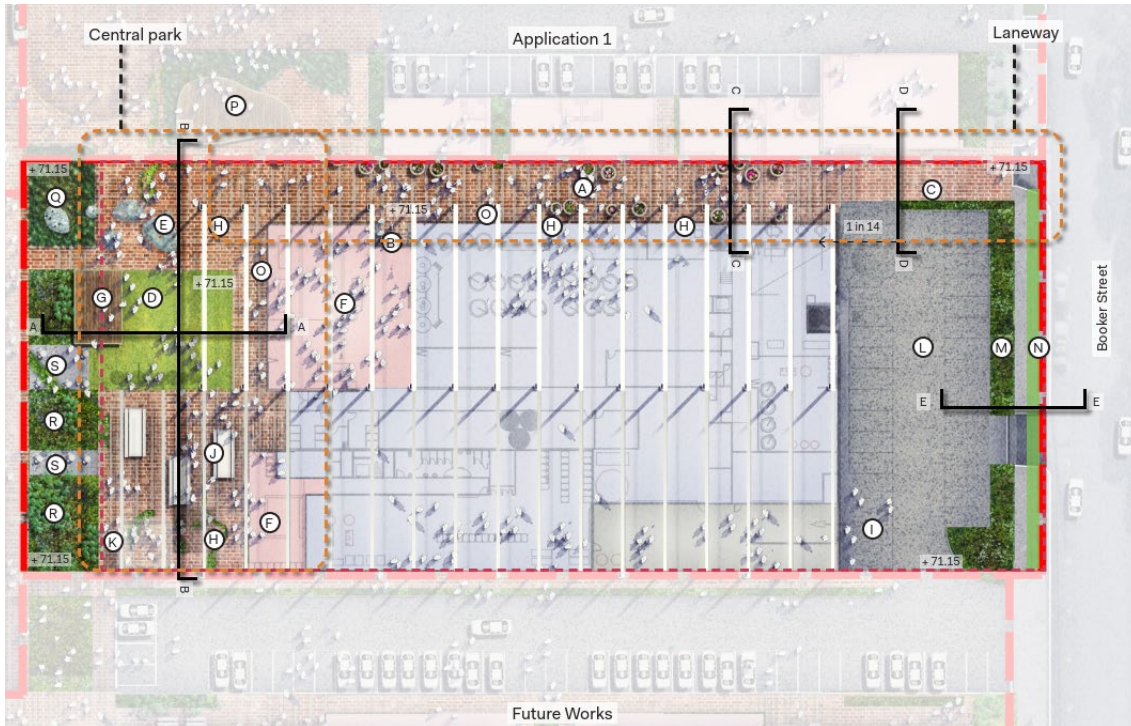 Central park
Application 1
Laneway
P
B
C
D
+ 71.15
+ 71.15
Q
A
C
E
H
+ 71.15
O
H
H
B
1 in 14
O
C
D
G
D
+ 71.15
F
A
A
S
L
M
N
Booker Street
R
E
E
J
S
R
K
H
F
I
+ 71.15
+ 71.15
B
Future Works